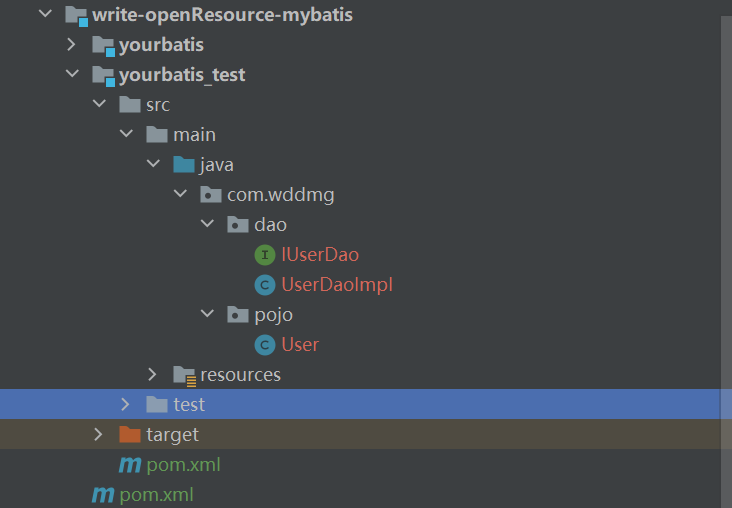 write-openResource-mybatis
yourbatis
yourbatis_test
src
main
java
com.wddmg
dao
IUserDao
UserDaoImpl
pojo
User
resources
test
target
pom.xml
pom.xml